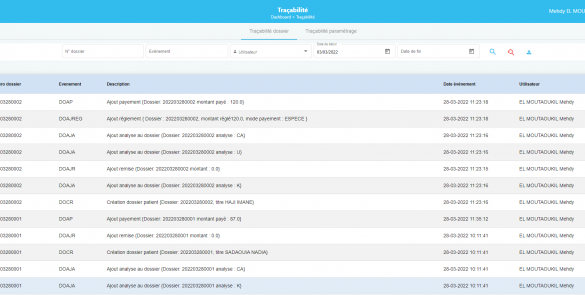 Traçabilité
Dashboard • Traçabilité
Mehdy EL MOU
Traçabilité dossier Traçabilité paramétrage
N° dossier Evénement Utilisateur Date de début 03/03/2022 Date de fin
ro dossier Evenement Description Date événement Utilisateur
03280002 DOAP Ajout payement {Dossier: 202203280002 montant payé : 120.0} 28-03-2022 11:23:18 EL MOUTAOUKIL Mehdy
03280002 DOAJREG Ajout réglement { Dossier : 202203280002, montant réglé120.0, mode payement : ESPECE } 28-03-2022 11:23:18 EL MOUTAOUKIL Mehdy
03280002 DOAJA Ajout analyse au dossier {Dossier: 202203280002 analyse : CA} 28-03-2022 11:23:16 EL MOUTAOUKIL Mehdy
03280002 DOAJA Ajout analyse au dossier {Dossier: 202203280002 analyse : U} 28-03-2022 11:23:16 EL MOUTAOUKIL Mehdy
03280002 DOAJR Ajout remise {Dossier: 202203280002 montant : 0.0} 28-03-2022 11:23:15 EL MOUTAOUKIL Mehdy
03280002 DOAJA Ajout analyse au dossier {Dossier: 202203280002 analyse : K} 28-03-2022 11:23:16 EL MOUTAOUKIL Mehdy
03280002 DOCR Création dossier patient {Dossier: 202203280002, titre HAJI IMANE} 28-03-2022 11:23:16 EL MOUTAOUKIL Mehdy
03280001 DOAP Ajout payement {Dossier: 202203280001 montant payé : 87.0} 28-03-2022 11:38:12 EL MOUTAOUKIL Mehdy
03280001 DOAJR Ajout remise {Dossier: 202203280001 montant : 0.0} 28-03-2022 10:11:41 EL MOUTAOUKIL Mehdy
03280001 DOCR Création dossier patient {Dossier: 202203280001, titre SADAOUIA NADIA} 28-03-2022 10:11:41 EL MOUTAOUKIL Mehdy
03280001 DOAJA Ajout analyse au dossier {Dossier: 202203280001 analyse : CA} 28-03-2022 10:11:41 EL MOUTAOUKIL Mehdy
03280001 DOAJA Ajout analyse au dossier {Dossier: 202203280001 analyse : K} 28-03-2022 10:11:41 EL MOUTAOUKIL Mehdy